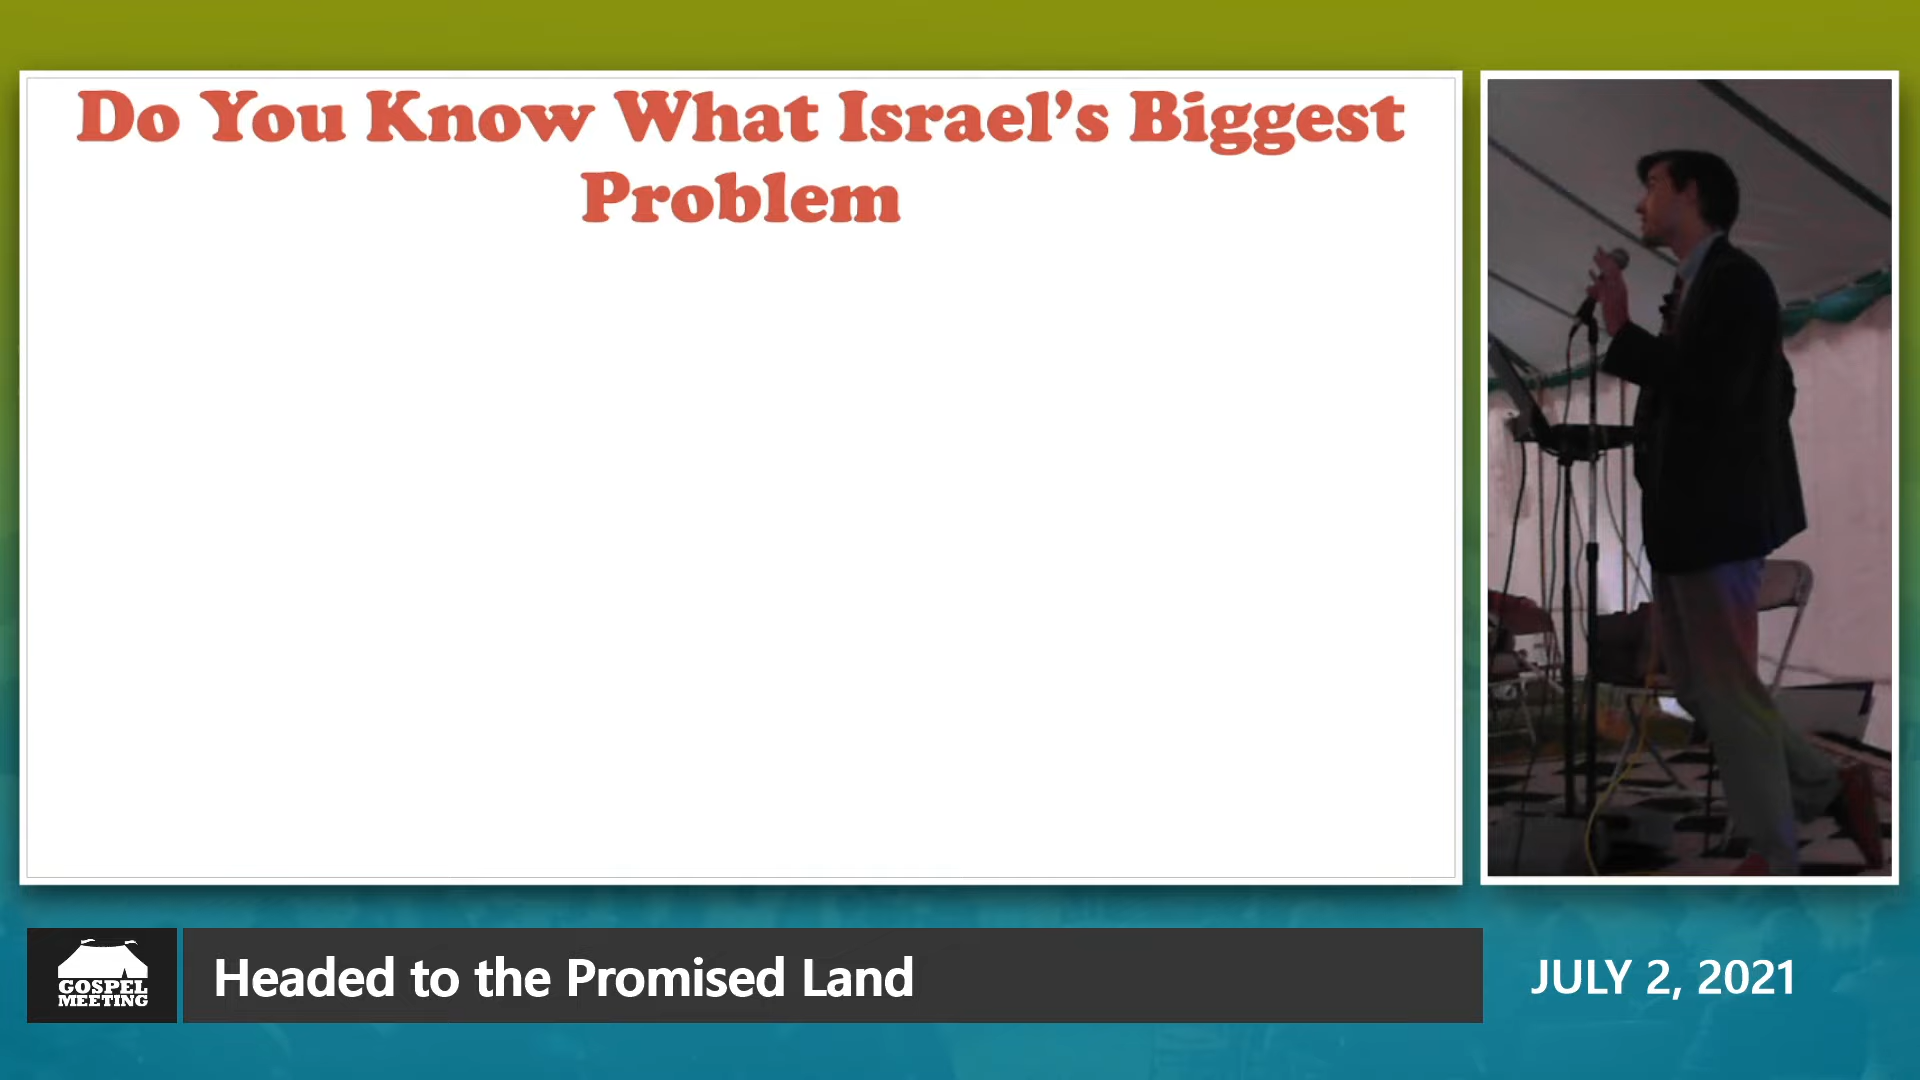 Do You Know What Israel’s Biggest
Problem
GOSPEL
MEETING
Headed to the Promised Land
JULY 2, 2021